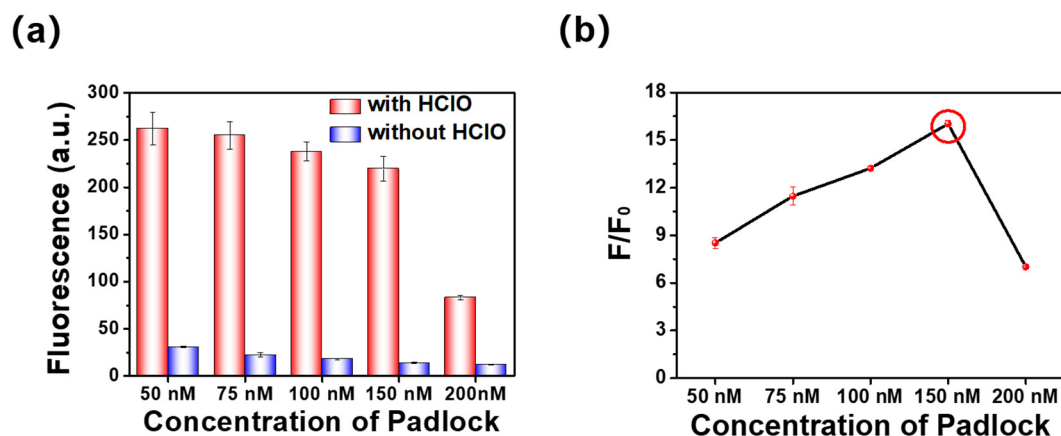 (a)
Fluorescence (a.u.)
300
250
200
150
100
50
0
with HClO
without HClO
50 nM 75 nM 100 nM 150 nM 200nM
Concentration of Padlock
(b)
F/F₀
18
15
12
9
6
3
0
50 nM 75 nM 100 nM 150 nM 200 nM
Concentration of Padlock